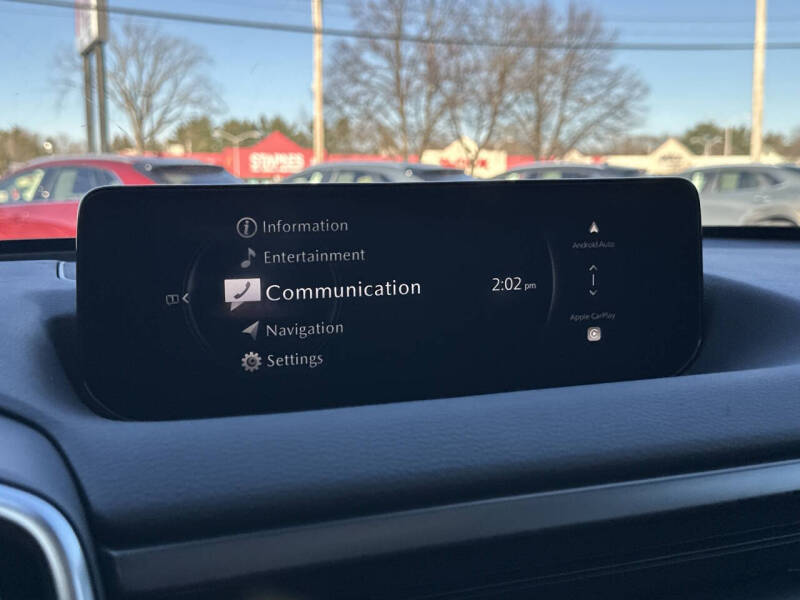 STAPLES
Information
Entertainment
Communication
Navigation
Settings
2:02 pm
Android Auto
Apple CarPlay